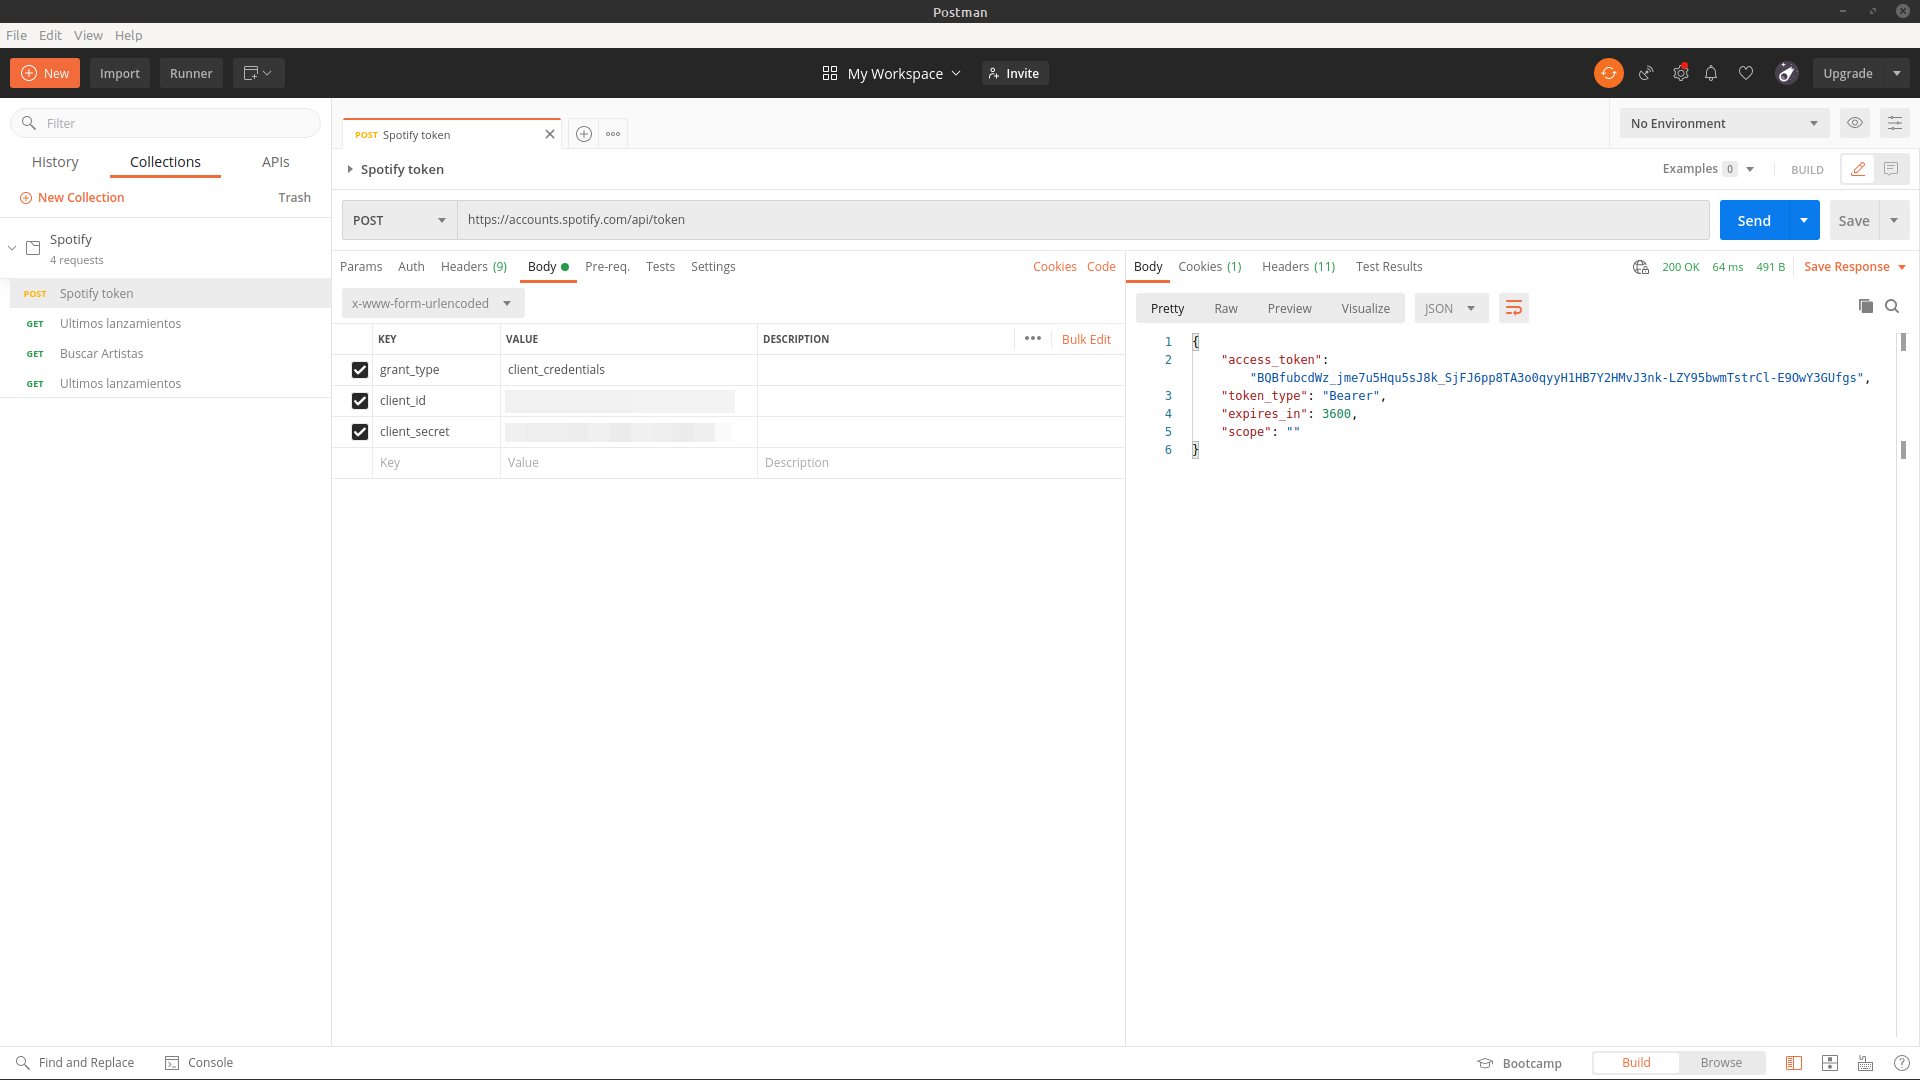 Postman
File Edit View Help
New Import Runner My Workspace Invite Upgrade
Filter
History Collections APIs
New Collection Trash
Spotify
4 requests
POST Spotify token
GET Ultimos lanzamientos
GET Buscar Artistas
GET Ultimos lanzamientos
POST Spotify token
No Environment
Spotify token
Examples 0 BUILD
POST https://accounts.spotify.com/api/token Send Save
Params Auth Headers (9) Body Pre-req. Tests Settings Cookies Code
x-www-form-urlencoded
KEY VALUE DESCRIPTION Bulk Edit
grant_type client_credentials
client_id
client_secret
Key Value Description
Body Cookies (1) Headers (11) Test Results 200 OK 64 ms 491 B Save Response
Pretty Raw Preview Visualize JSON
1 {
2 "access_token":
"BQBfubcdWz_jme7u5Hqu5sJ8k_SjFJ6pp8TA3o0qyyH1HB7Y2HMvJ3nk-LZY95bwmTstrCl-E9OwY3GUfgs",
3 "token_type": "Bearer",
4 "expires_in": 3600,
5 "scope": ""
6 }
Find and Replace Console Bootcamp Build Browse